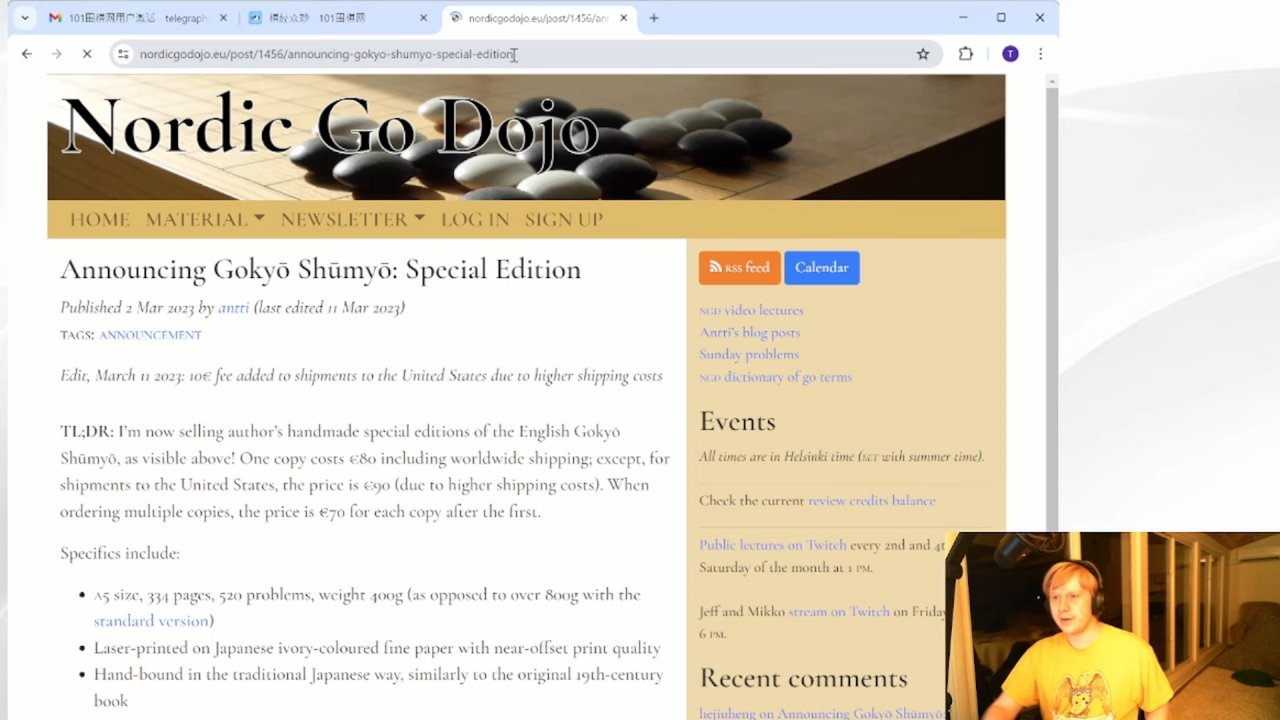 101围棋网用户激活 - telegraph
棋经众妙 - 101围棋网
nordicgodojo.eu/post/1456/an
nordicgodojo.eu/post/1456/announcing-gokyo-shumyo-special-edition
T
Nordic Go Dojo
HOME MATERIAL NEWSLETTER LOG IN SIGN UP
Announcing Gokyō Shūmyō: Special Edition
Published 2 Mar 2023 by antti (last edited 11 Mar 2023)
TAGS: ANNOUNCEMENT
Edit, March 11 2023: 10€ fee added to shipments to the United States due to higher shipping costs
TL;DR: I'm now selling author's handmade special editions of the English Gokyō
Shūmyō, as visible above! One copy costs €80 including worldwide shipping; except, for
shipments to the United States, the price is €90 (due to higher shipping costs). When
ordering multiple copies, the price is €70 for each copy after the first.
Specifics include:
• A5 size, 334 pages, 520 problems, weight 400g (as opposed to over 800g with the
standard version)
• Laser-printed on Japanese ivory-coloured fine paper with near-offset print quality
• Hand-bound in the traditional Japanese way, similarly to the original 19th-century
book
RSS feed Calendar
NGD video lectures
Antti's blog posts
Sunday problems
NGD dictionary of go terms
Events
All times are in Helsinki time (EET with summer time).
Check the current review credits balance
Public lectures on Twitch every 2nd and 4t
Saturday of the month at 1 PM.
Jeff and Mikko stream on Twitch on Friday
6 PM.
Recent comments
hejiuheng on Announcing Gokyō Shūmyō: